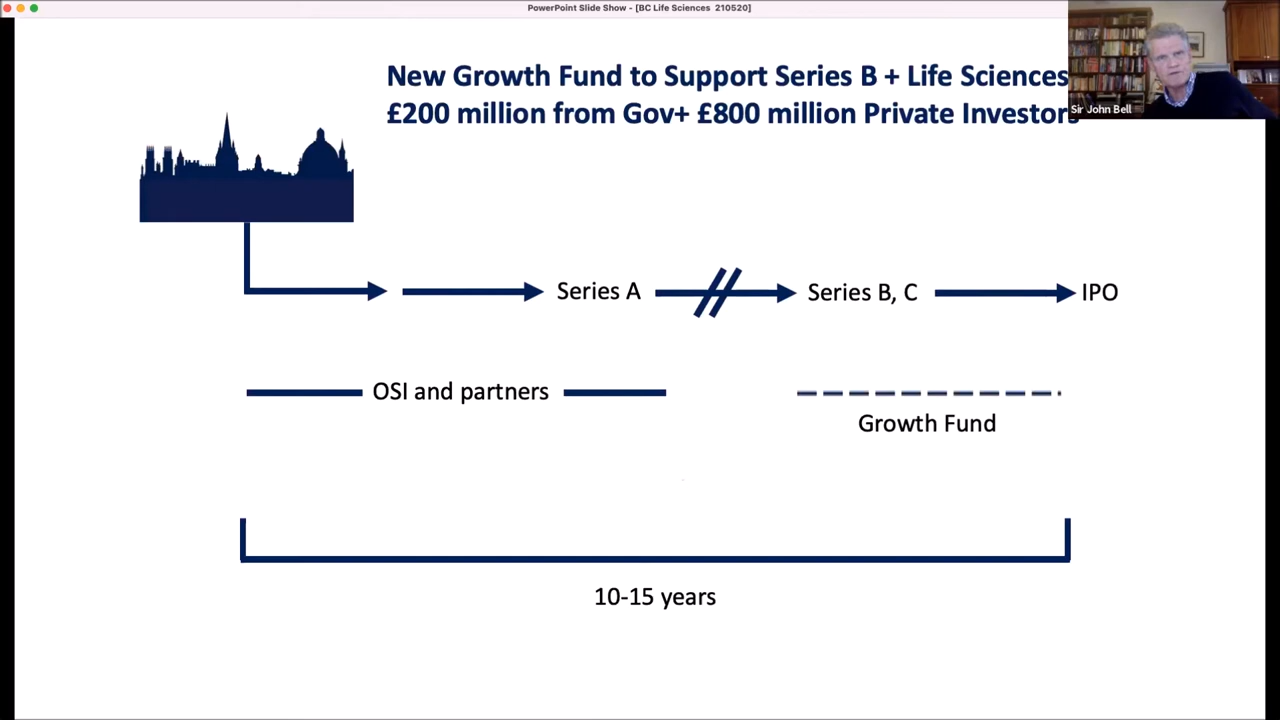 PowerPoint Slide Show - [BC Life Sciences 210520]
New Growth Fund to Support Series B + Life Sciences
£200 million from Gov+ £800 million Private Investors
Sir John Bell
Series A
Series B, C
IPO
OSI and partners
Growth Fund
10-15 years